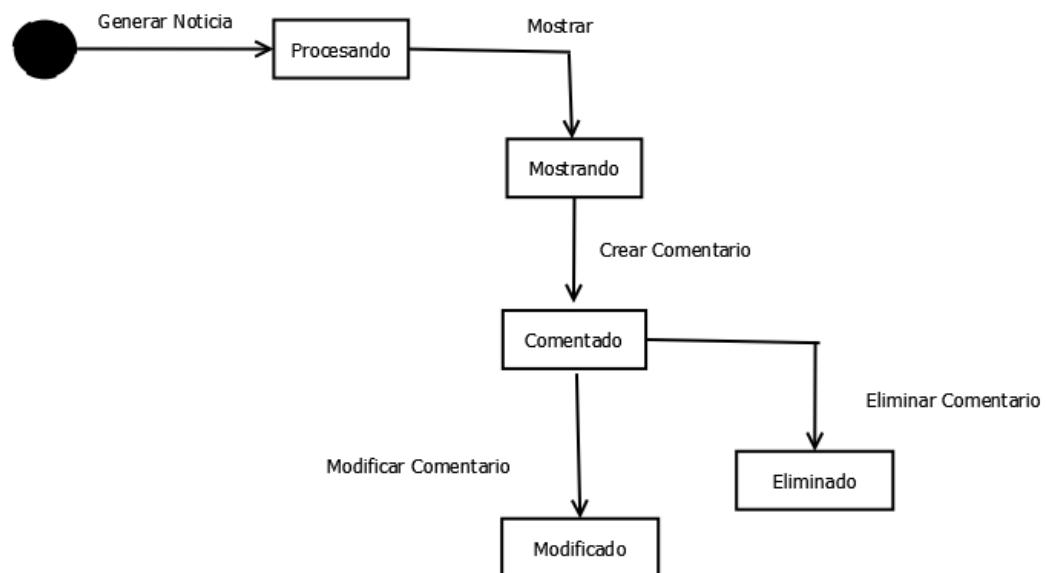 Generar Noticia
Mostrar
Procesando
Mostrando
Crear Comentario
Comentado
Eliminar Comentario
Modificar Comentario
Eliminado
Modificado